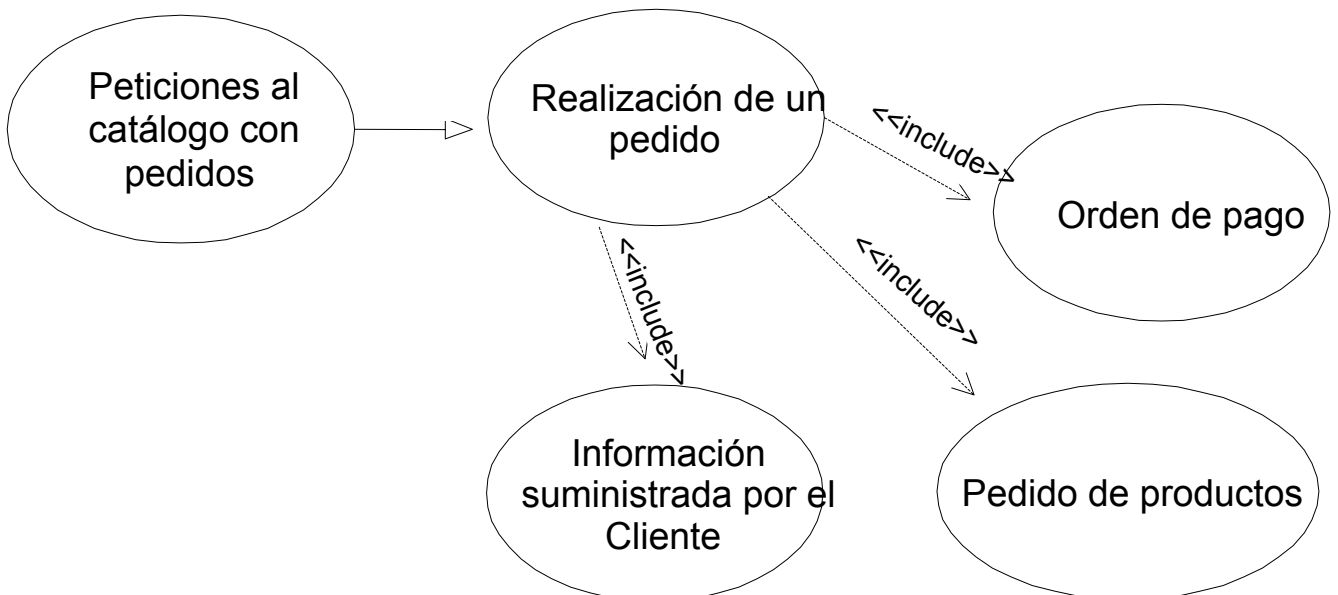 Peticiones al
catálogo con
pedidos
Realización de un
pedido
<<include>>
Orden de pago
<<include>>
<<include>>
Información
suministrada por el
Cliente
Pedido de productos